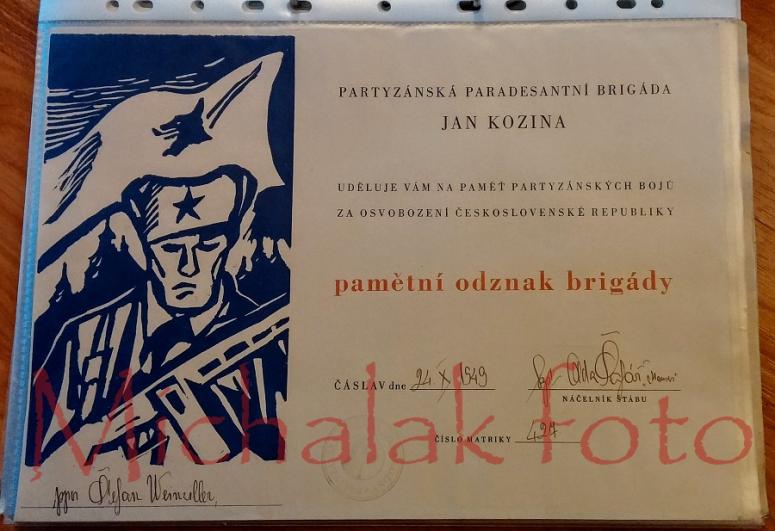 PARTYZÁNSKÁ PARADESANTNÍ BRIGÁDA
JAN KOZINA
UDĚLUJE VÁM NA PAMĚŤ PARTYZÁNSKÝCH BOJŮ
ZA OSVOBOZENÍ ČESKOSLOVENSKÉ REPUBLIKY
pamětní odznak brigády
ČÁSLAV dne 24 X 1949
NÁČELNÍK ŠTÁBU
ČÍSLO MATRIKY 427
Michalak foto
Štefan